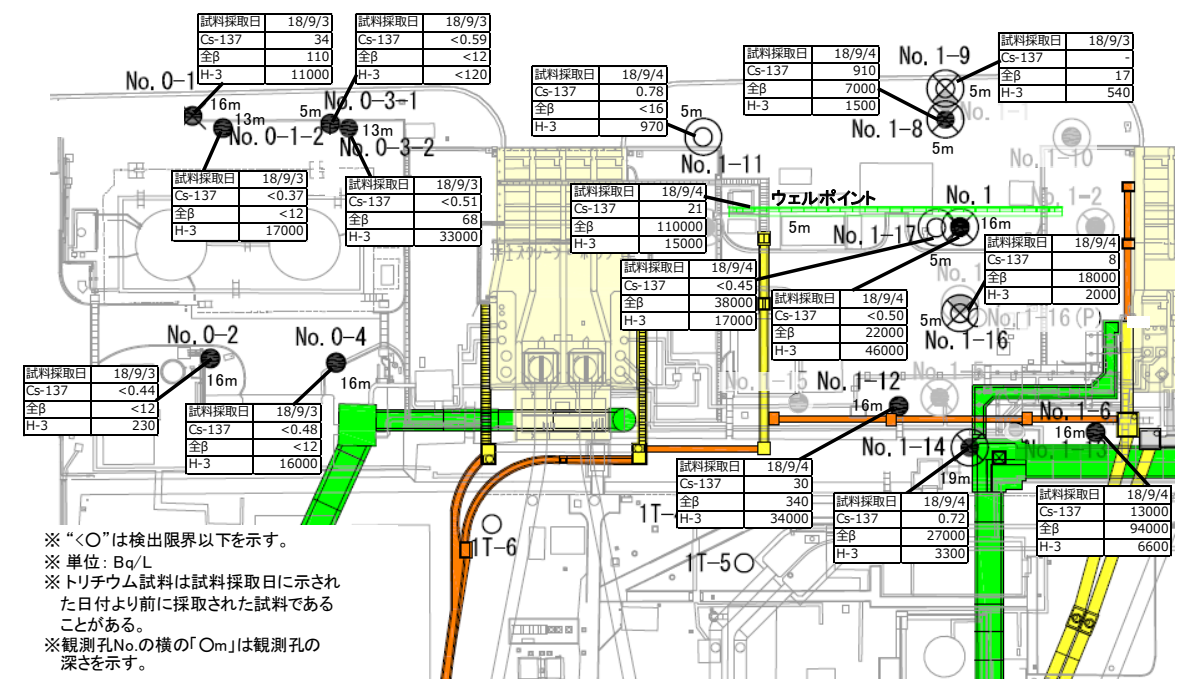 試料採取日 18/9/3
Cs-137 34
全β 110
H-3 11000
試料採取日 18/9/3
Cs-137 <0.59
全β <12
H-3 <120
試料採取日 18/9/4
Cs-137 0.78
全β <16
H-3 970
試料採取日 18/9/4
Cs-137 910
全β 7000
H-3 1500
試料採取日 18/9/3
Cs-137 -
全β 17
H-3 540
No. 0-1
16m
13m
No. 0-1-2
5m
No. 0-3-1
13m
No. 0-3-2
5m
No. 1-11
No. 1-9
5m
No. 1-8
5m
No. 1-10
No. 1-2
試料採取日 18/9/3
Cs-137 <0.37
全β <12
H-3 17000
試料採取日 18/9/3
Cs-137 <0.51
全β 68
H-3 33000
試料採取日 18/9/4
Cs-137 21
全β 110000
H-3 15000
ウェルポイント
5m
No. 1
16m
No. 1-17
5m
試料採取日 18/9/4
Cs-137 <0.45
全β 38000
H-3 17000
試料採取日 18/9/4
Cs-137 <0.50
全β 22000
H-3 46000
試料採取日 18/9/4
Cs-137 8
全β 18000
H-3 2000
5m
No. 1-16(P)
No. 1-16
No. 0-2
16m
No. 0-4
16m
試料採取日 18/9/3
Cs-137 <0.44
全β <12
H-3 230
試料採取日 18/9/3
Cs-137 <0.48
全β <12
H-3 16000
No. 1-15
No. 1-12
16m
No. 1-5
No. 1-6
16m
No. 1-14
19m
No. 1-13
試料採取日 18/9/4
Cs-137 30
全β 340
H-3 34000
試料採取日 18/9/4
Cs-137 0.72
全β 27000
H-3 3300
試料採取日 18/9/4
Cs-137 13000
全β 94000
H-3 6600
1T-6
1T-5
※ “<○”は検出限界以下を示す。
※ 単位: Bq/L
※ トリチウム試料は試料採取日に示され
た日付より前に採取された試料である
ことがある。
※観測孔No.の横の「○m」は観測孔の
深さを示す。